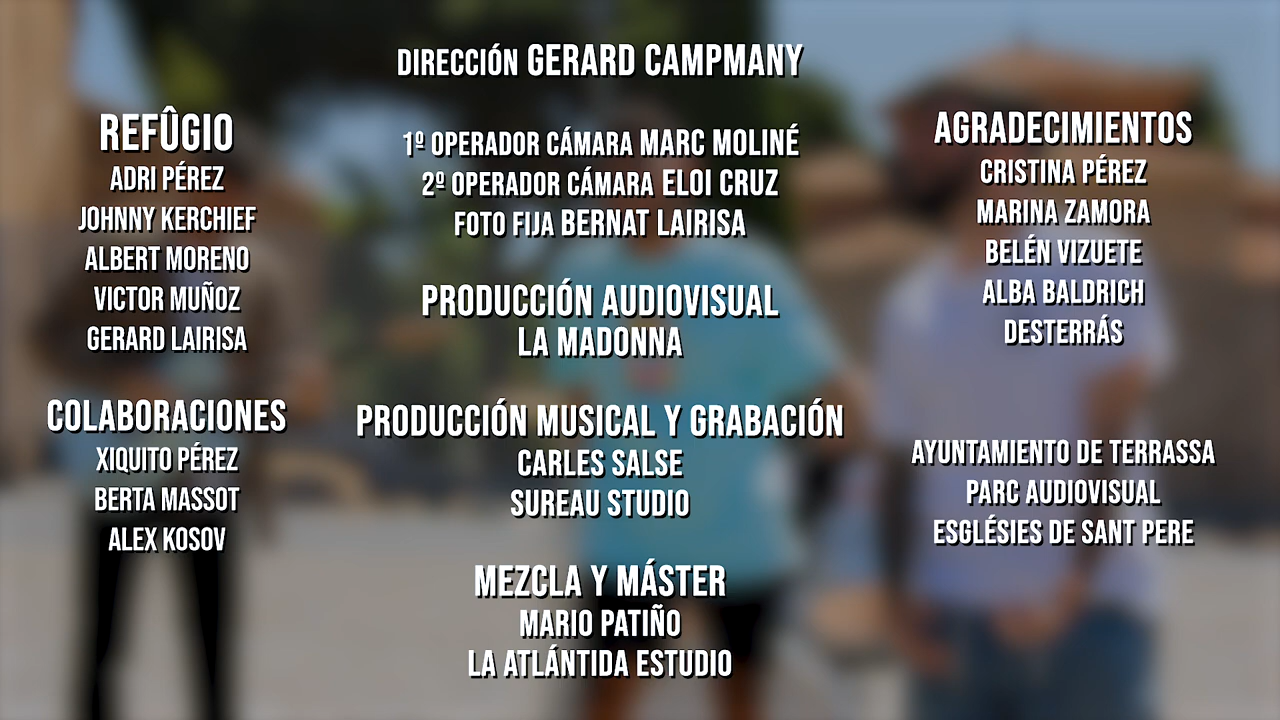 DIRECCIÓN GERARD CAMPMANY
REFÛGIO
ADRI PÉREZ
JOHNNY KERCHIEF
ALBERT MORENO
VICTOR MUÑOZ
GERARD LAIRISA
COLABORACIONES
XIQUITO PÉREZ
BERTA MASSOT
ALEX KOSOV
1º OPERADOR CÁMARA MARC MOLINÉ
2º OPERADOR CÁMARA ELOI CRUZ
FOTO FIJA BERNAT LAIRISA
PRODUCCIÓN AUDIOVISUAL
LA MADONNA
PRODUCCIÓN MUSICAL Y GRABACIÓN
CARLES SALSE
SUREAU STUDIO
MEZCLA Y MÁSTER
MARIO PATIÑO
LA ATLÁNTIDA ESTUDIO
AGRADECIMIENTOS
CRISTINA PÉREZ
MARINA ZAMORA
BELÉN VIZUETE
ALBA BALDRICH
DESTERRÁS
AYUNTAMIENTO DE TERRASSA
PARC AUDIOVISUAL
ESGLÉSIES DE SANT PERE